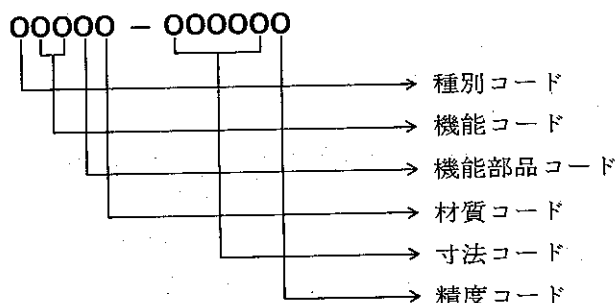 00000 － 000000
種別コード
機能コード
機能部品コード
材質コード
寸法コード
精度コード